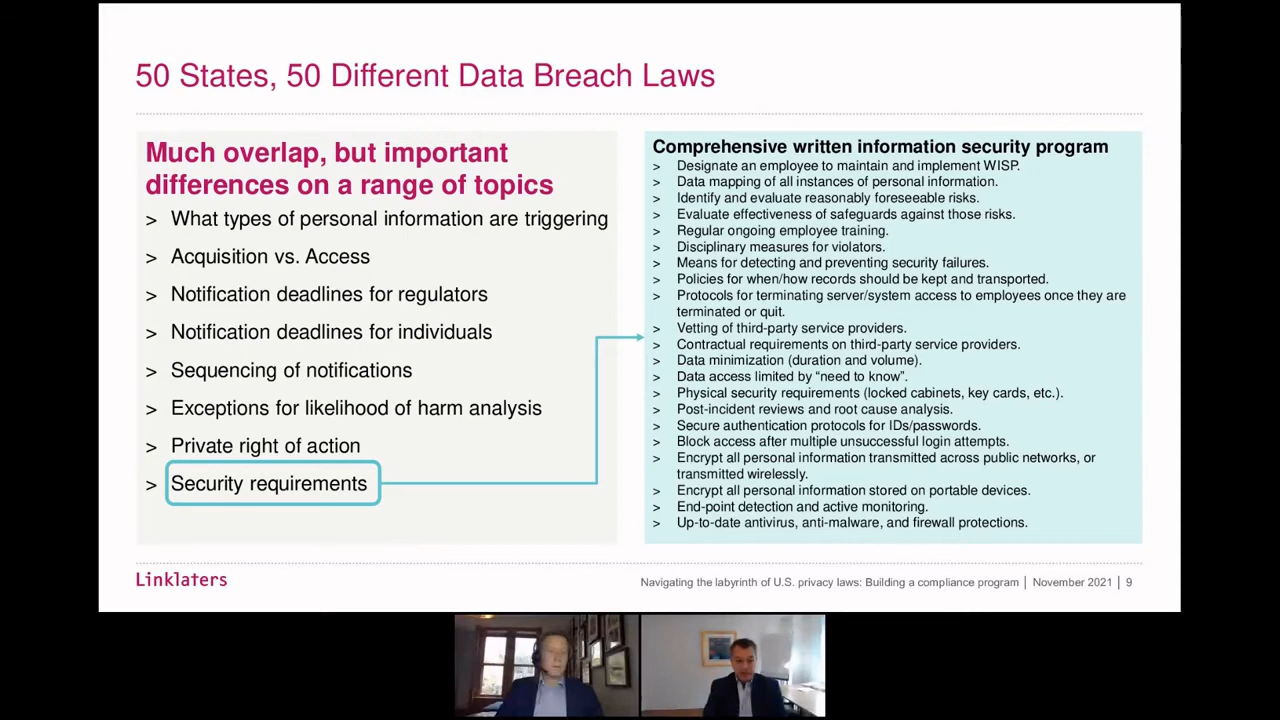 50 States, 50 Different Data Breach Laws
Much overlap, but important
differences on a range of topics
> What types of personal information are triggering
> Acquisition vs. Access
> Notification deadlines for regulators
> Notification deadlines for individuals
> Sequencing of notifications
> Exceptions for likelihood of harm analysis
> Private right of action
> Security requirements
Comprehensive written information security program
> Designate an employee to maintain and implement WISP.
> Data mapping of all instances of personal information.
> Identify and evaluate reasonably foreseeable risks.
> Evaluate effectiveness of safeguards against those risks.
> Regular ongoing employee training.
> Disciplinary measures for violators.
> Means for detecting and preventing security failures.
> Policies for when/how records should be kept and transported.
> Protocols for terminating server/system access to employees once they are
terminated or quit.
> Vetting of third-party service providers.
> Contractual requirements on third-party service providers.
> Data minimization (duration and volume).
> Data access limited by “need to know”.
> Physical security requirements (locked cabinets, key cards, etc.).
> Post-incident reviews and root cause analysis.
> Secure authentication protocols for IDs/passwords.
> Block access after multiple unsuccessful login attempts.
> Encrypt all personal information transmitted across public networks, or
transmitted wirelessly.
> Encrypt all personal information stored on portable devices.
> End-point detection and active monitoring.
> Up-to-date antivirus, anti-malware, and firewall protections.
Linklaters
Navigating the labyrinth of U.S. privacy laws: Building a compliance program | November 2021 | 9